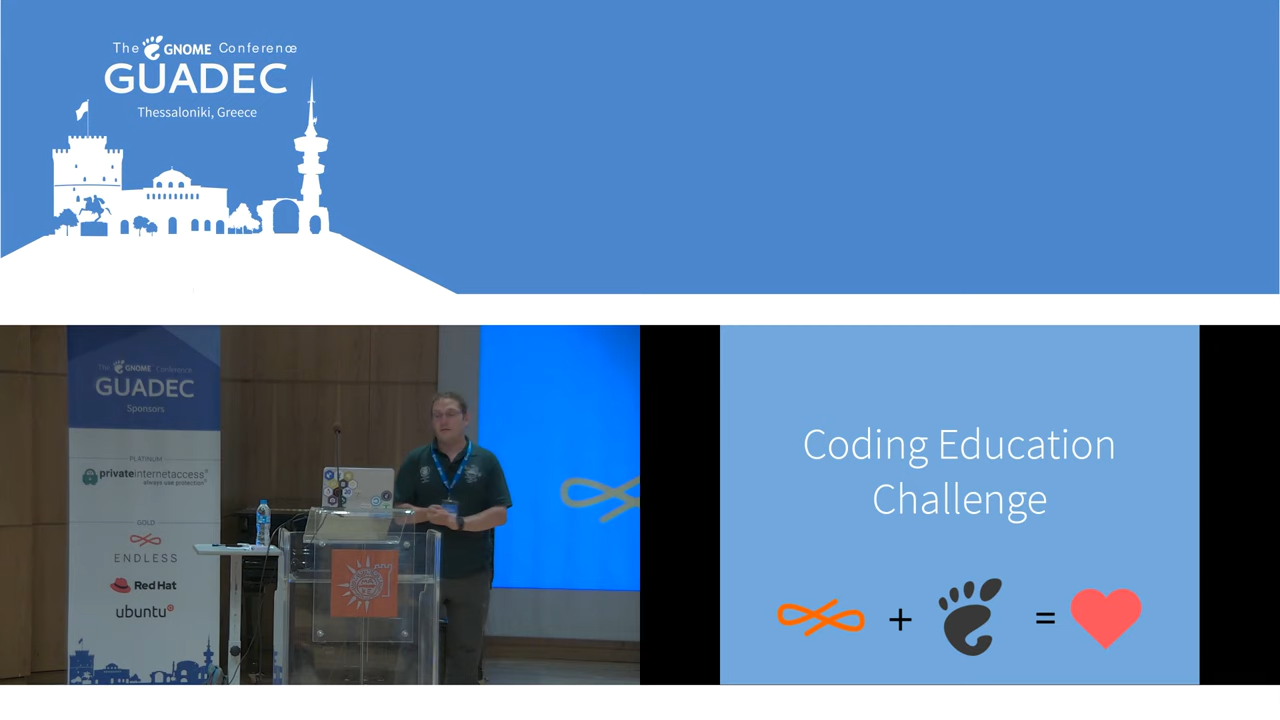 The GNOME Conference
GUADEC
Thessaloniki, Greece
The GNOME Conference
GUADEC
Sponsors
PLATINUM
privateinternetaccess®
always use protection®
GOLD
ENDLESS
Red Hat
ubuntu®
Coding Education
Challenge
+ =